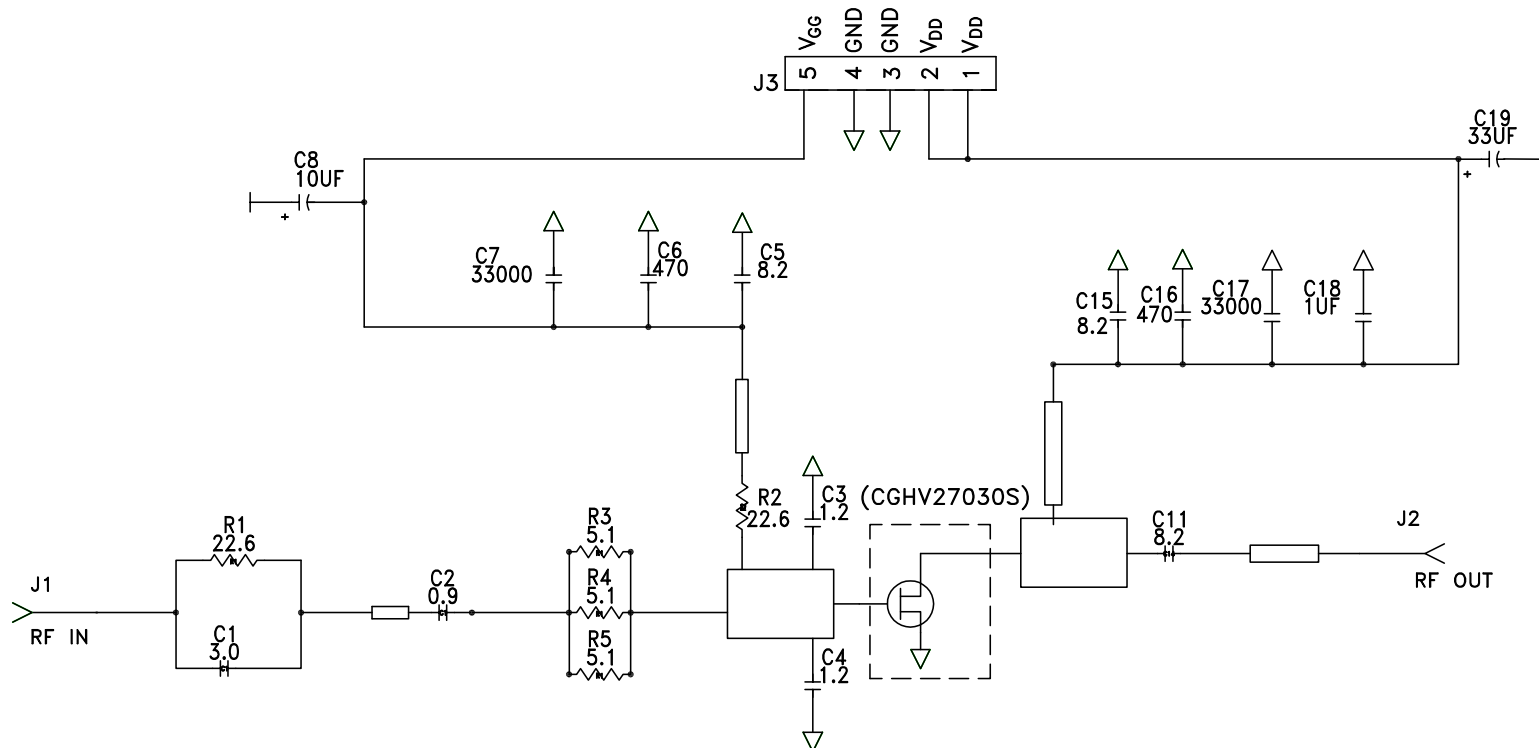 VGG
GND
GND
VDD
VDD
J3
5
4
3
2
1
C19
33UF
+
C8
10UF
+
C7
33000
C6
470
C5
8.2
C15
8.2
C16
470
C17
33000
C18
1UF
R2
22.6
C3
1.2
(CGHV27030S)
R1
22.6
J1
RF IN
C1
3.0
C2
0.9
R3
5.1
R4
5.1
R5
5.1
C4
1.2
C11
8.2
J2
RF OUT